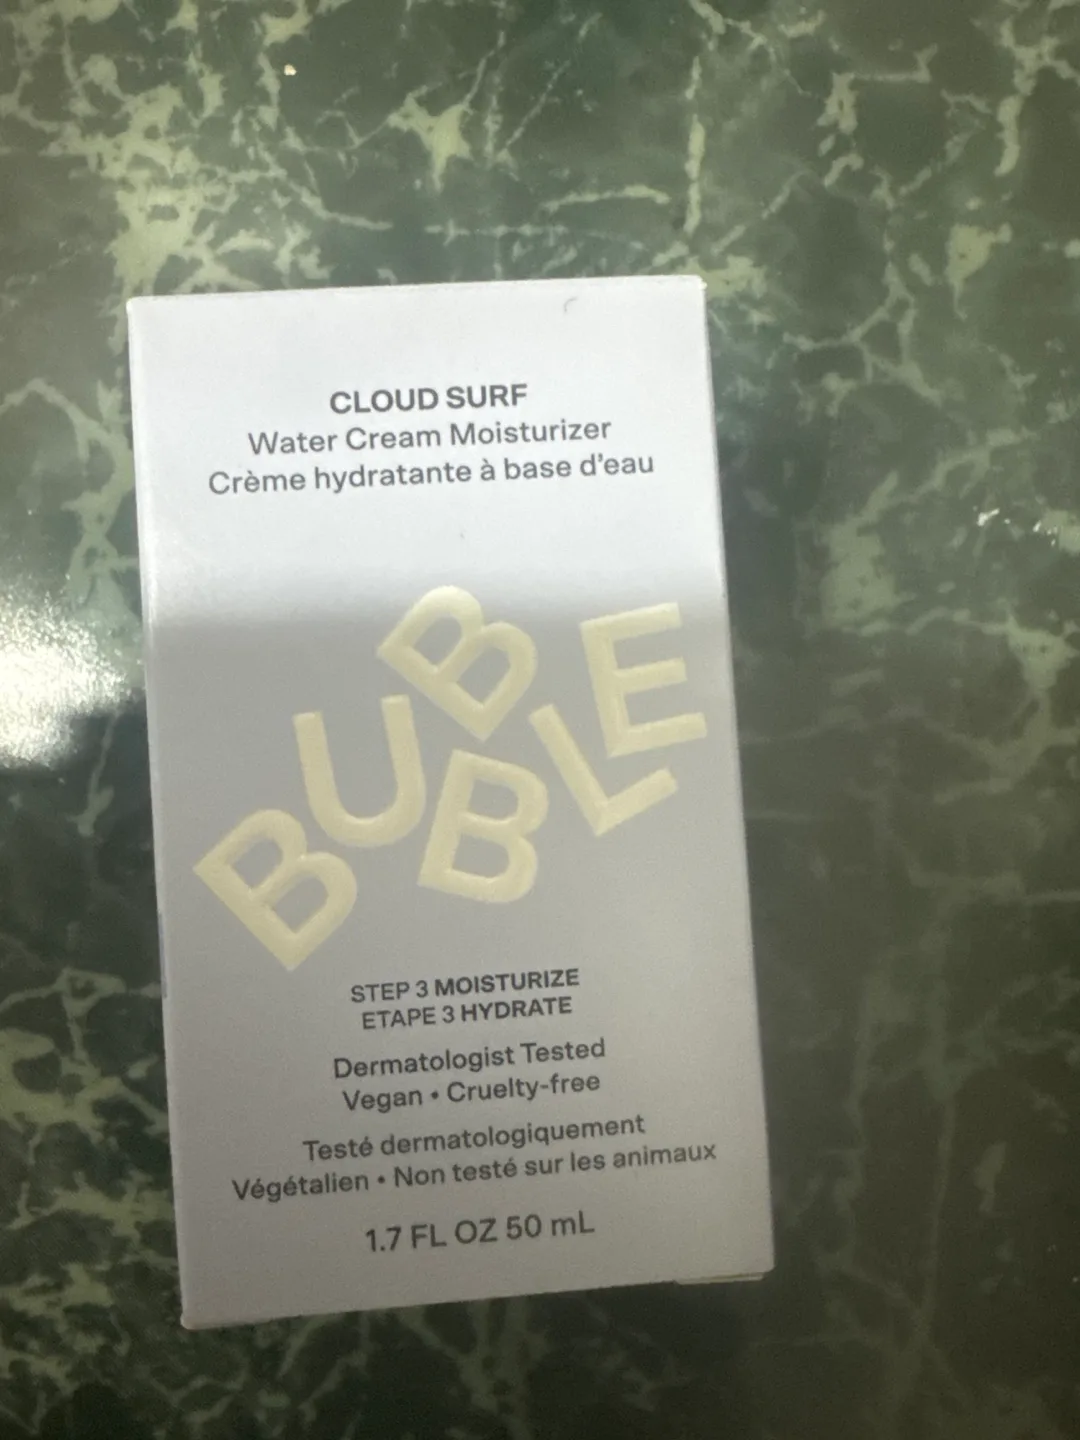 CLOUD SURF
Water Cream Moisturizer
Crème hydratante à base d'eau
BUBBLE
STEP 3 MOISTURIZE
ETAPE 3 HYDRATE
Dermatologist Tested
Vegan • Cruelty-free
Testé dermatologiquement
Végétalien • Non testé sur les animaux
1.7 FL OZ 50 mL